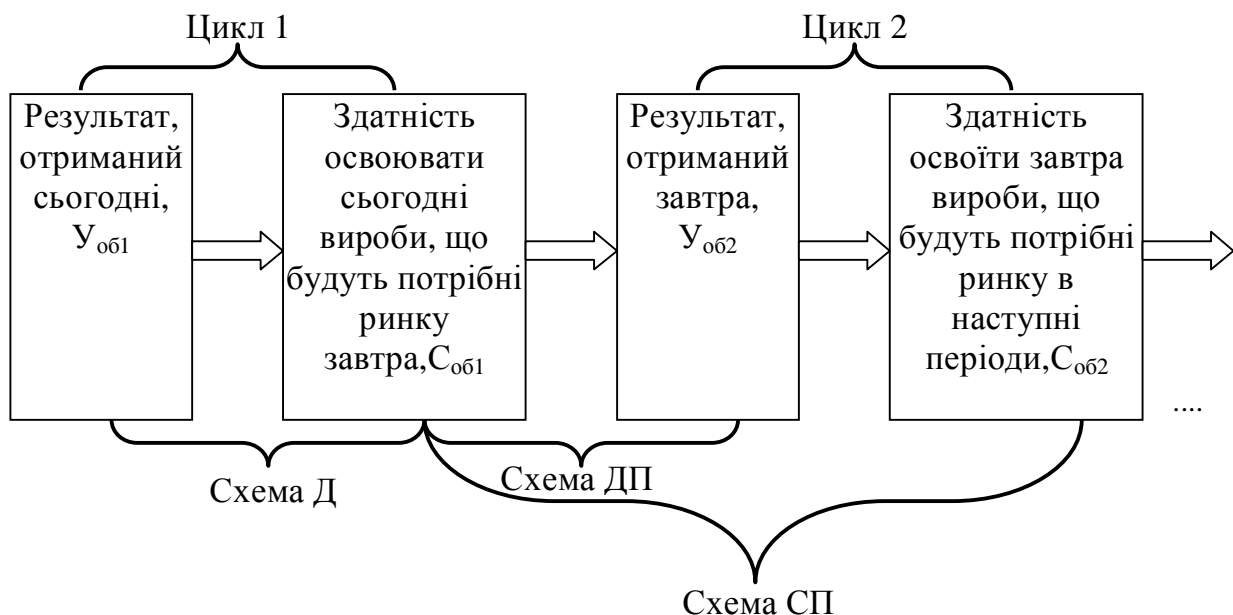 Цикл 1
Цикл 2
Результат,
отриманий
сьогодні,
Уоб1
Здатність
освоювати
сьогодні
вироби, що
будуть потрібні
ринку
завтра,Соб1
Результат,
отриманий
завтра,
Уоб2
Здатність
освоїти завтра
вироби, що
будуть потрібні
ринку в
наступні
періоди,Соб2
....
Схема Д
Схема ДП
Схема СП